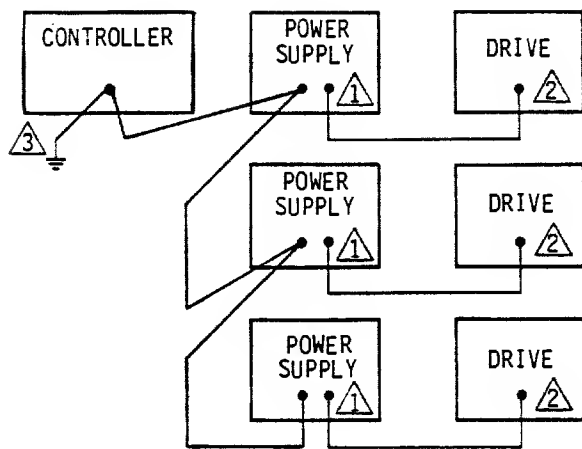 CONTROLLER
3
POWER
SUPPLY
1
DRIVE
2
POWER
SUPPLY
1
DRIVE
2
POWER
SUPPLY
1
DRIVE
2